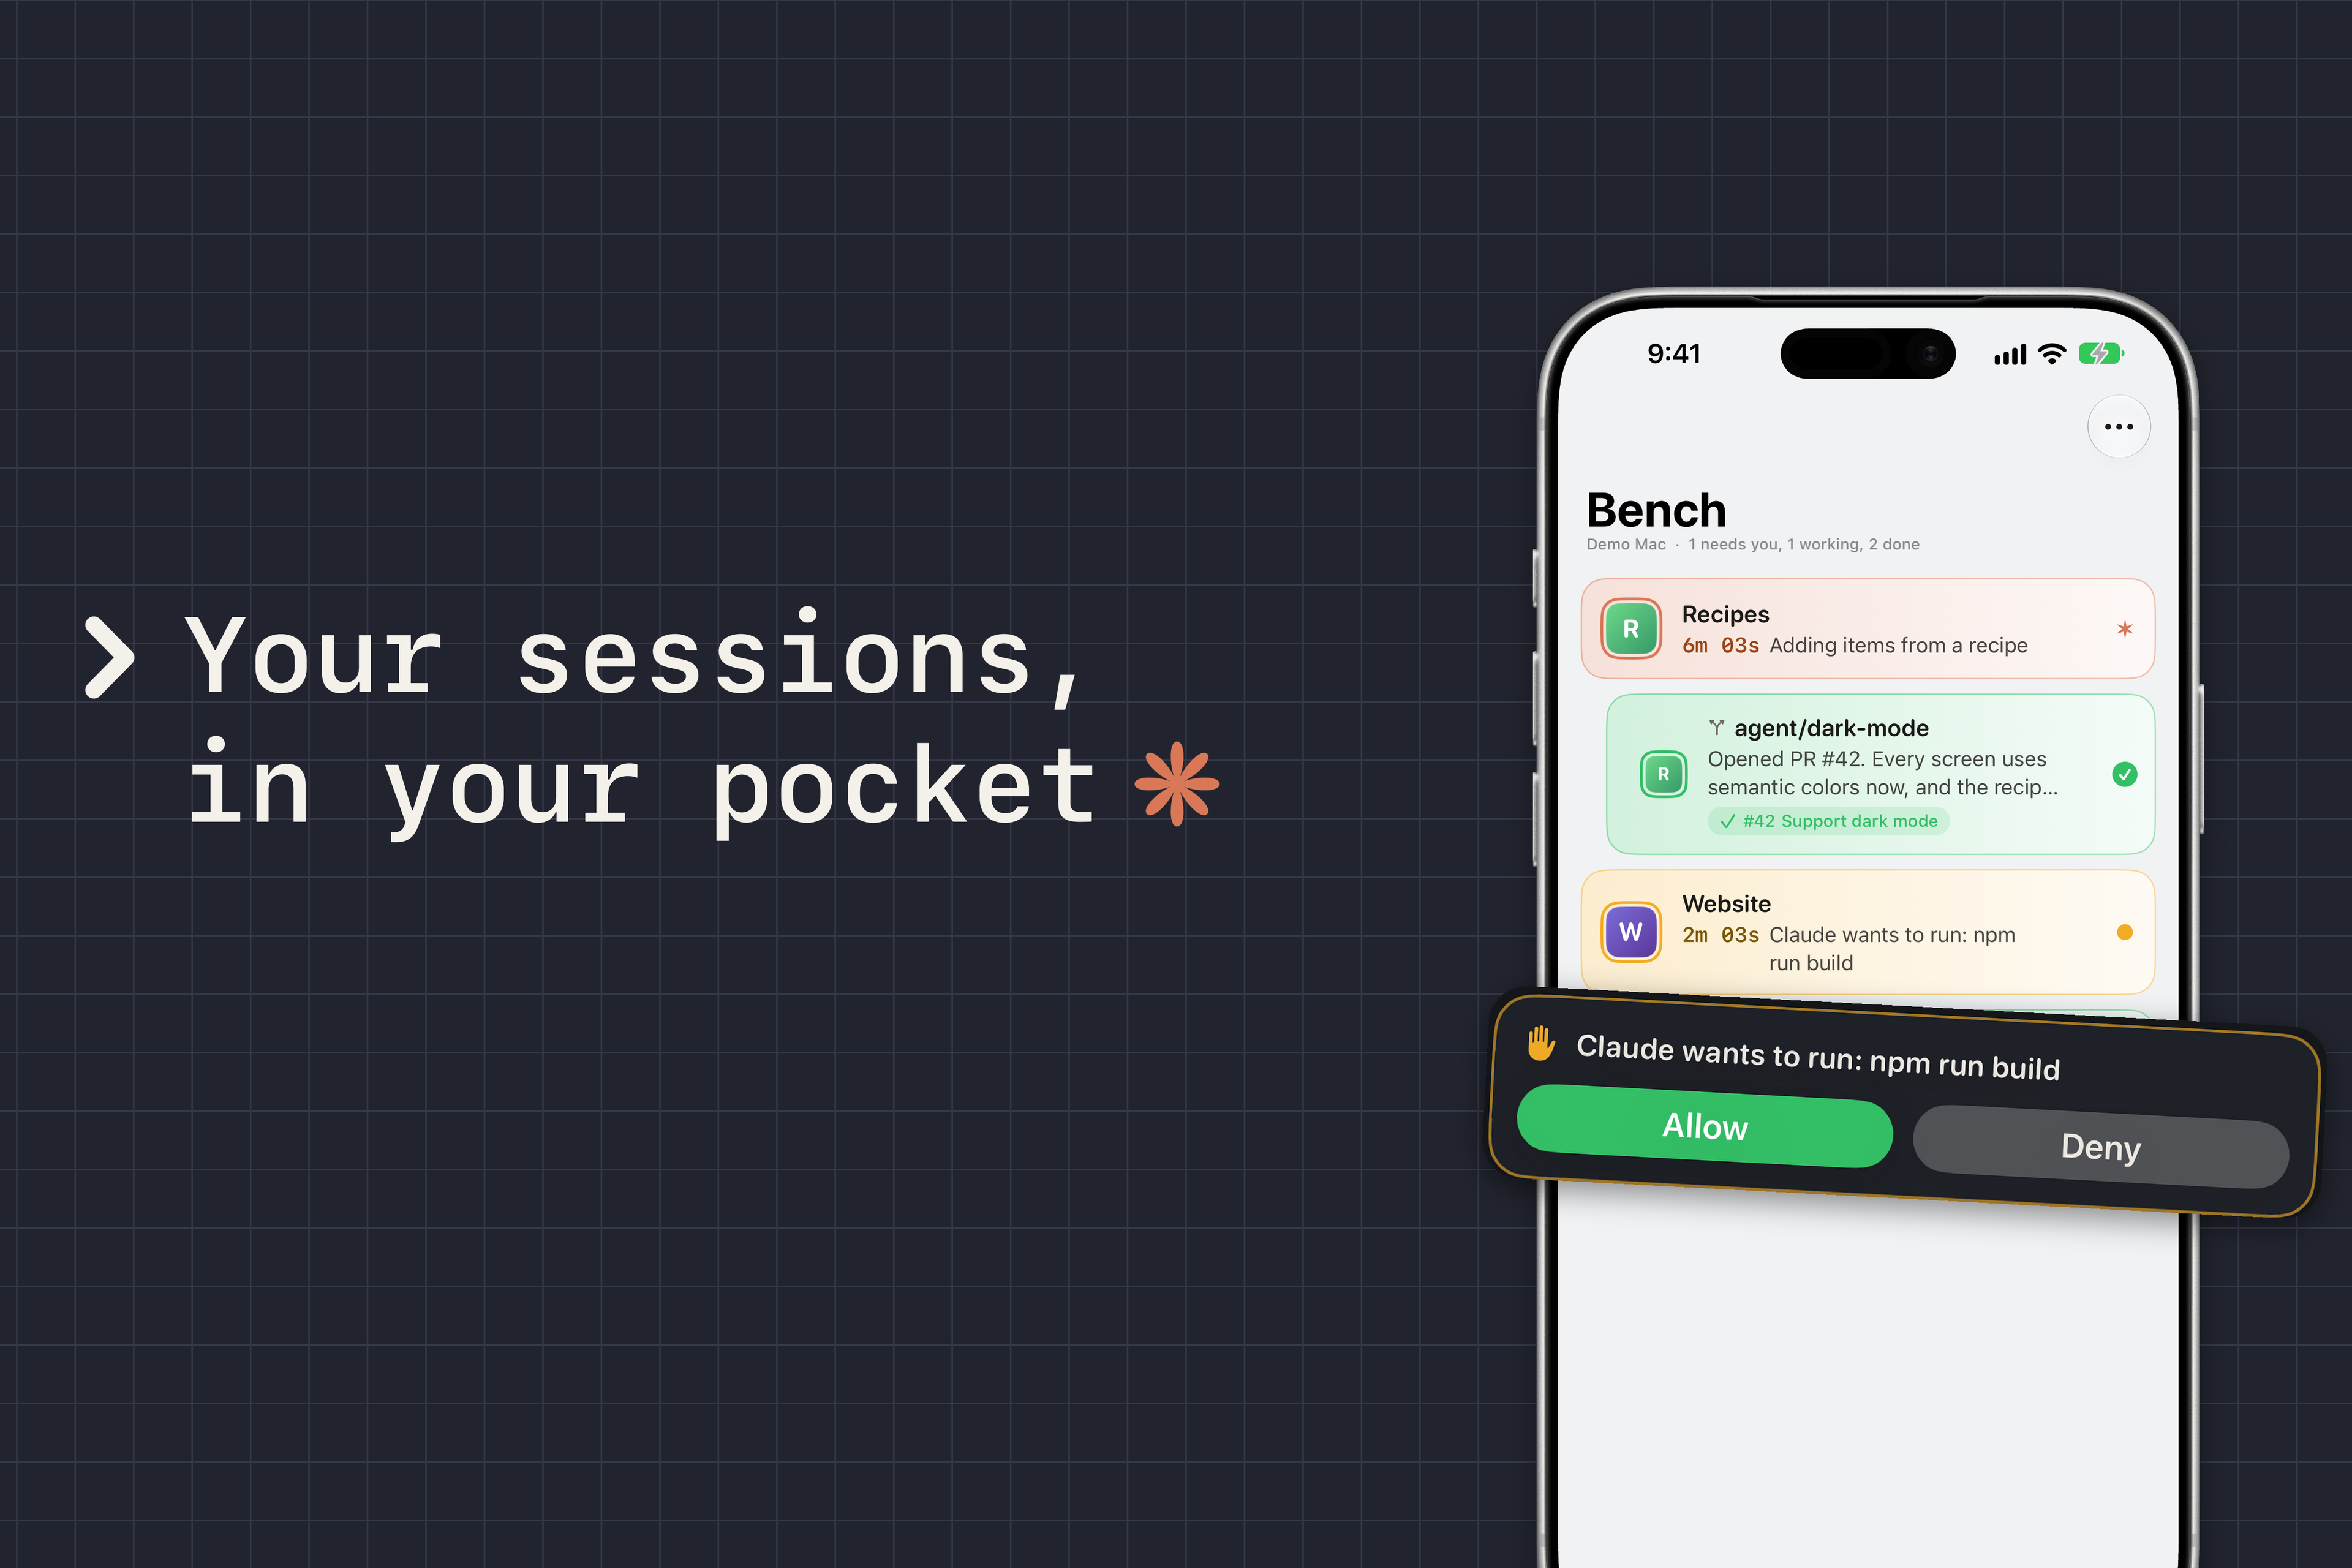 Your sessions,
in your pocket
9:41
Bench
Demo Mac · 1 needs you, 1 working, 2 done
R
Recipes
6m 03s Adding items from a recipe
R
agent/dark-mode
Opened PR #42. Every screen uses
semantic colors now, and the recip...
#42 Support dark mode
W
Website
2m 03s Claude wants to run: npm
run build
Claude wants to run: npm run build
Allow
Deny